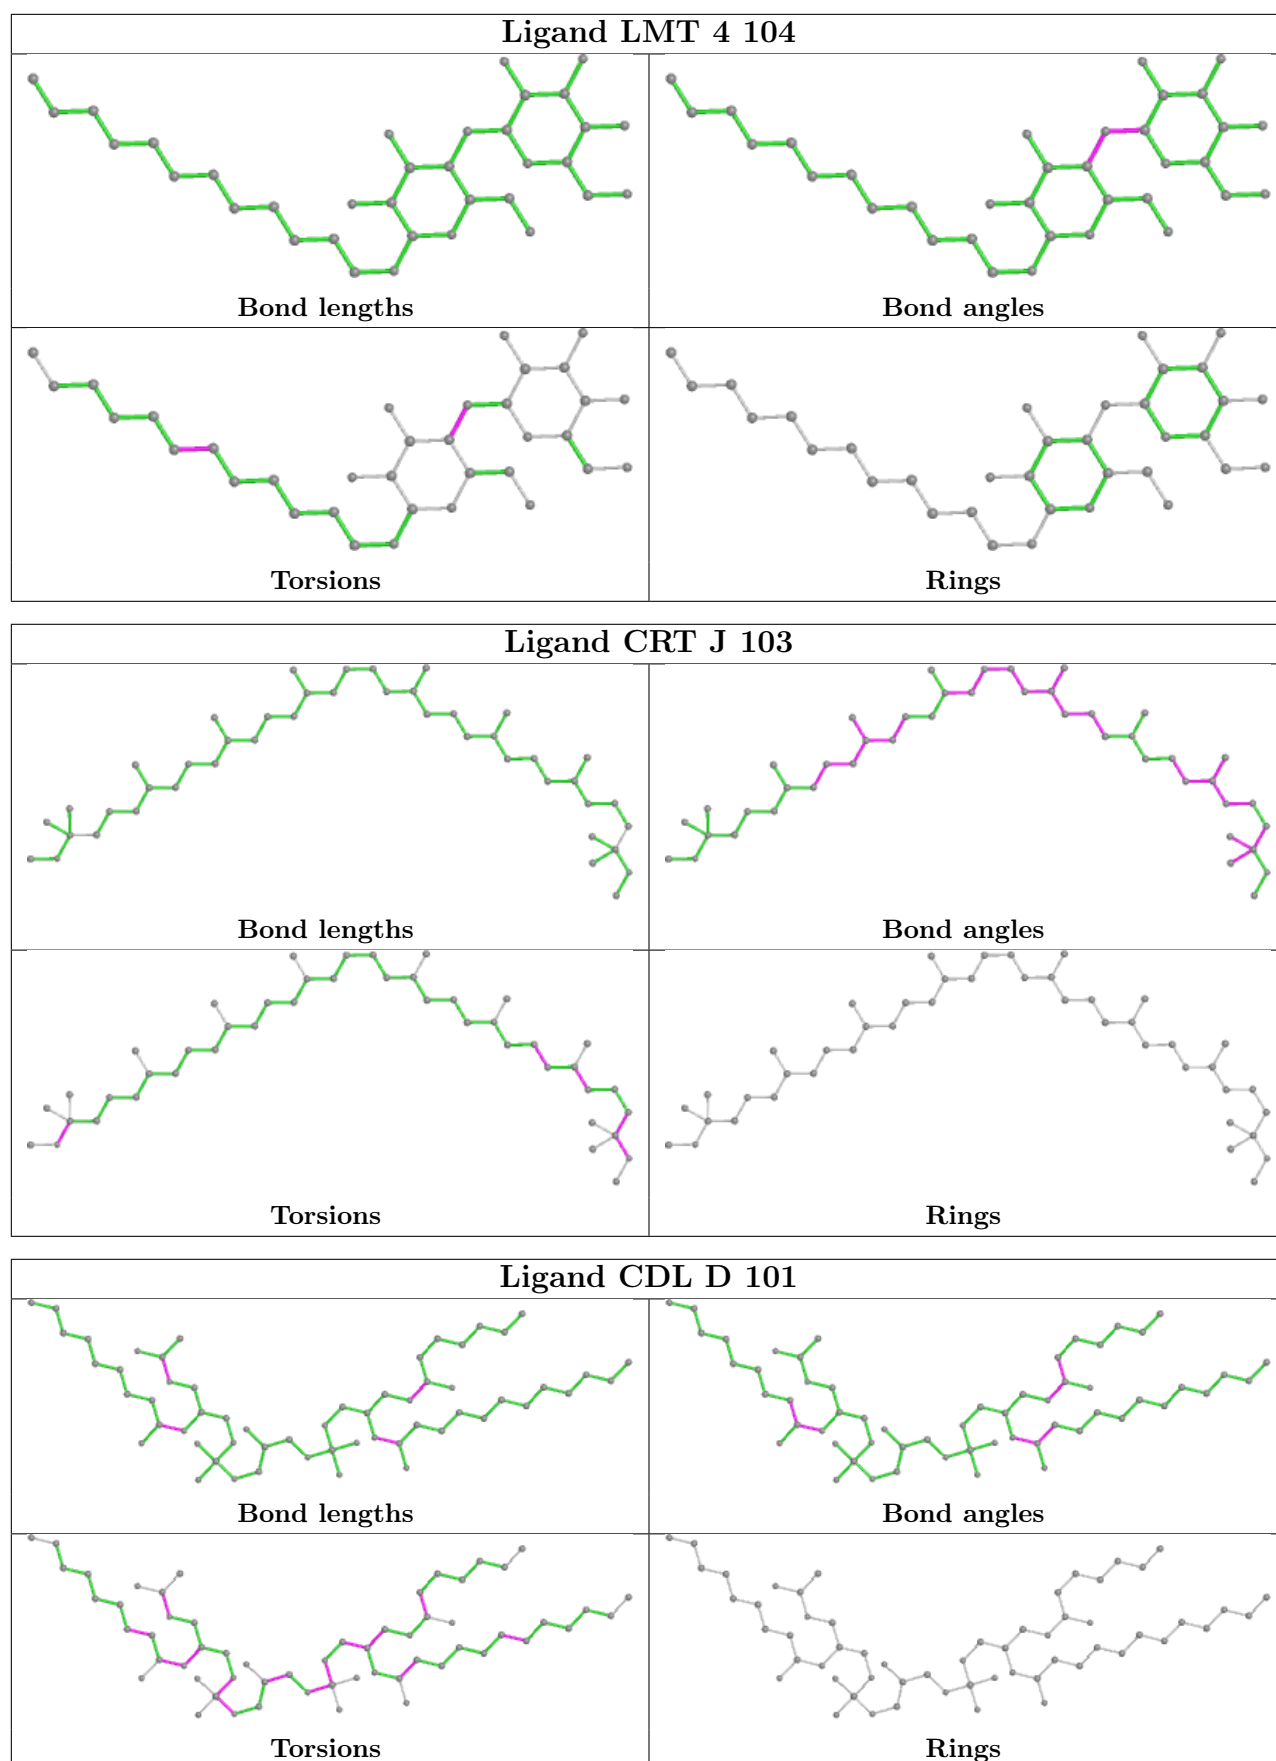 Ligand LMT 4 104
Bond lengths
Bond angles
Torsions
Rings
Ligand CRT J 103
Bond lengths
Bond angles
Torsions
Rings
Ligand CDL D 101
Bond lengths
Bond angles
Torsions
Rings